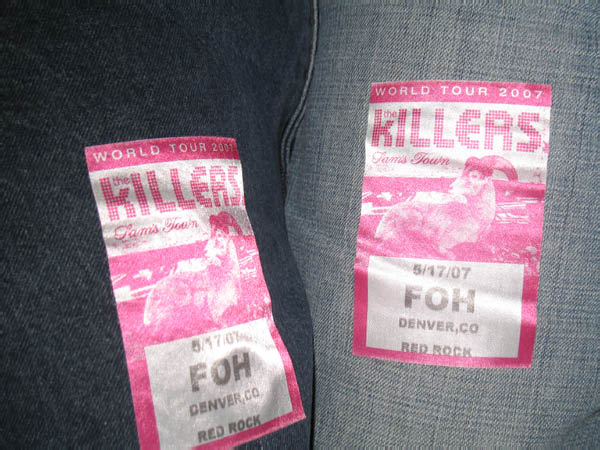 WORLD TOUR 2007
the
KILLERS
Sam's Town
5/17/07
FOH
DENVER,CO
RED ROCK
WORLD TOUR 2007
the
KILLERS
Sam's Town
5/17/07
FOH
DENVER,CO
RED ROCK